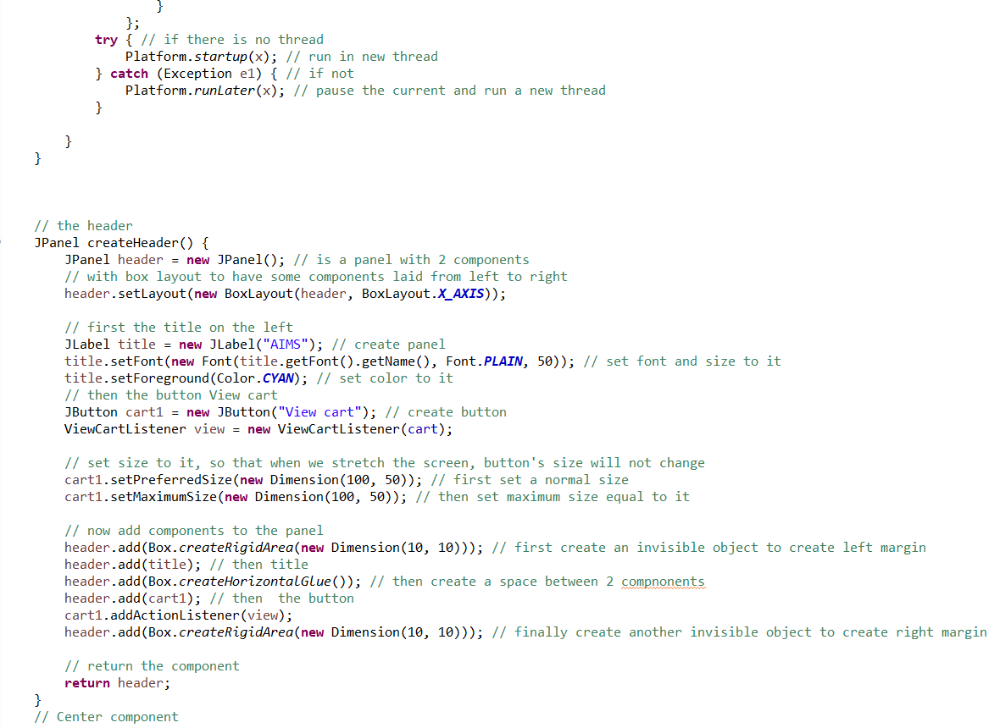 }
};
try { // if there is no thread
Platform.startup(x); // run in new thread
} catch (Exception e1) { // if not
Platform.runLater(x); // pause the current and run a new thread
}
}
}
// the header
JPanel createHeader() {
JPanel header = new JPanel(); // is a panel with 2 components
// with box layout to have some components laid from left to right
header.setLayout(new BoxLayout(header, BoxLayout.X_AXIS));
// first the title on the left
JLabel title = new JLabel("AIMS"); // create panel
title.setFont(new Font(title.getFont().getName(), Font.PLAIN, 50)); // set font and size to it
title.setForeground(Color.CYAN); // set color to it
// then the button View cart
JButton cart1 = new JButton("View cart"); // create button
ViewCartListener view = new ViewCartListener(cart);
// set size to it, so that when we stretch the screen, button's size will not change
cart1.setPreferredSize(new Dimension(100, 50)); // first set a normal size
cart1.setMaximumSize(new Dimension(100, 50)); // then set maximum size equal to it
// now add components to the panel
header.add(Box.createRigidArea(new Dimension(10, 10))); // first create an invisible object to create left margin
header.add(title); // then title
header.add(Box.createHorizontalGlue()); // then create a space between 2 compnonents
header.add(cart1); // then  the button
cart1.addActionListener(view);
header.add(Box.createRigidArea(new Dimension(10, 10))); // finally create another invisible object to create right margin
// return the component
return header;
}
// Center component